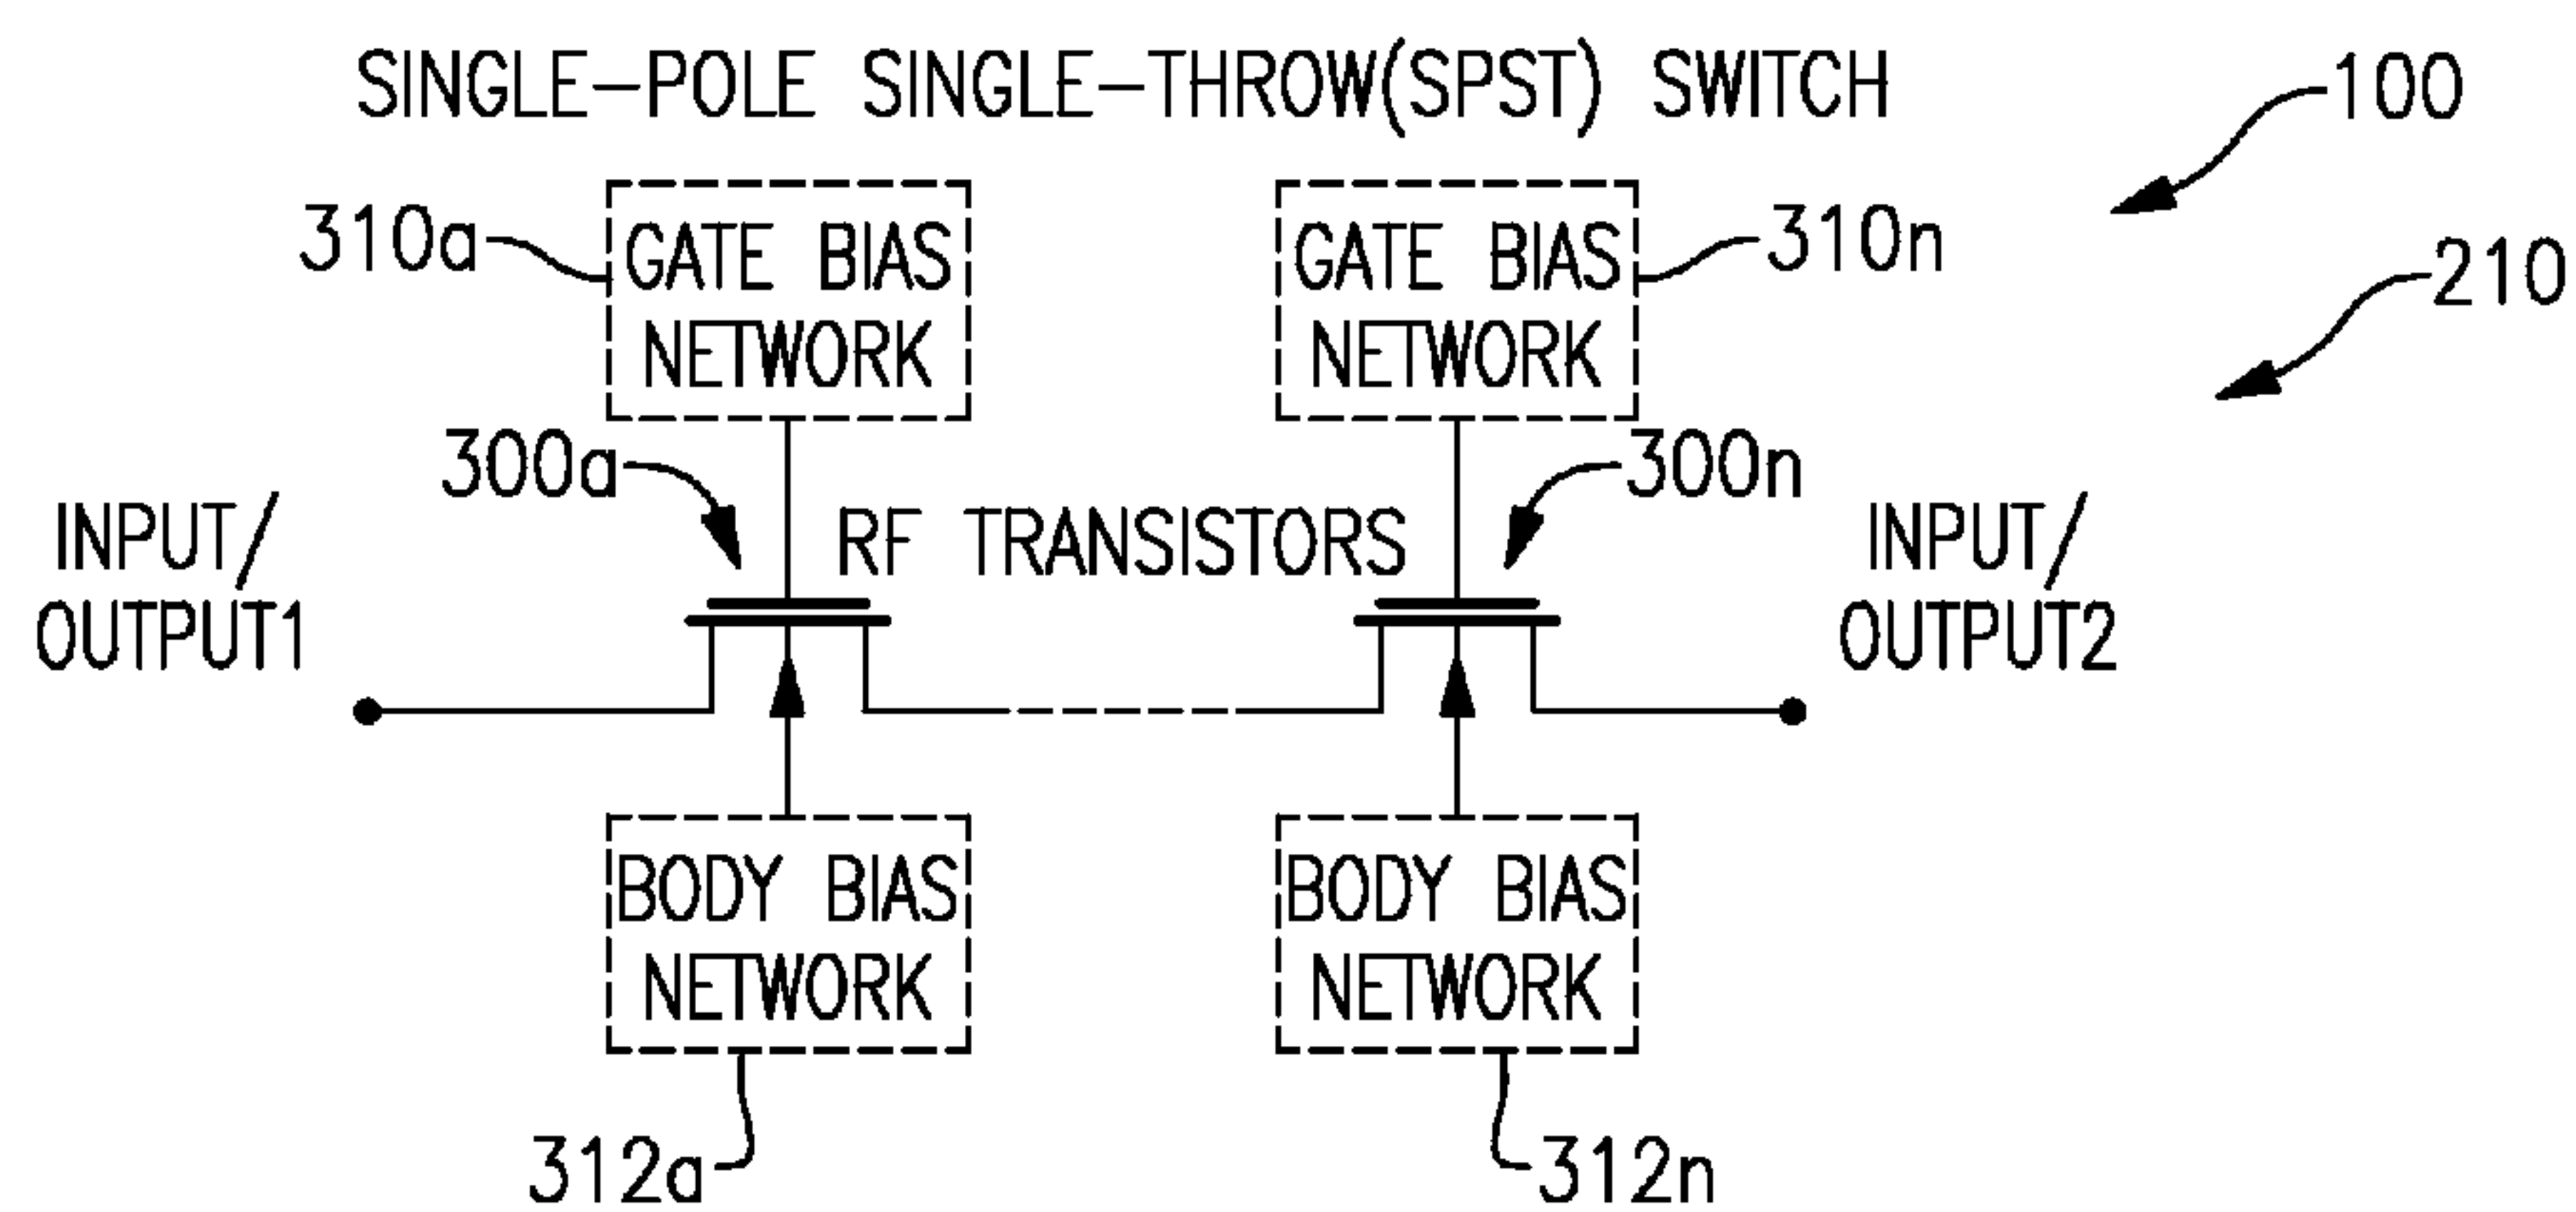 SINGLE-POLE SINGLE-THROW(SPST) SWITCH
100
210
310a
GATE BIAS
NETWORK
GATE BIAS
NETWORK
310n
300a
RF TRANSISTORS
300n
INPUT/
OUTPUT1
INPUT/
OUTPUT2
BODY BIAS
NETWORK
BODY BIAS
NETWORK
312a
312n